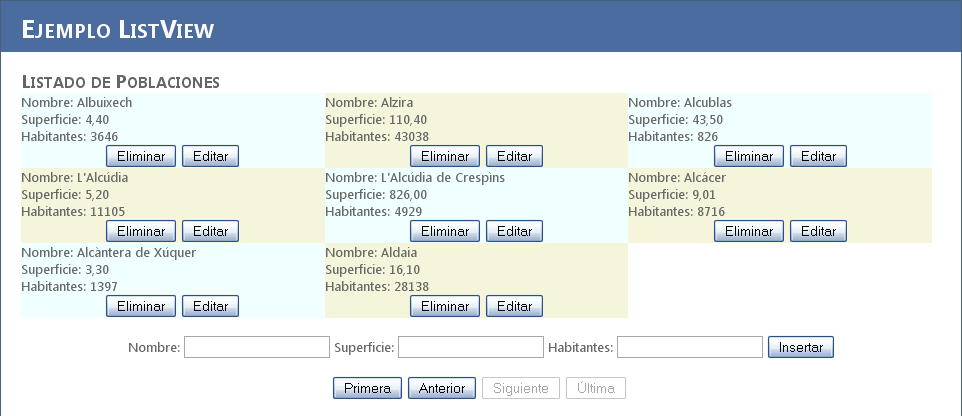 Ejemplo ListView
Listado de Poblaciones
Nombre: Albuixech
Superficie: 4,40
Habitantes: 3646
Eliminar Editar
Nombre: Alzira
Superficie: 110,40
Habitantes: 43038
Eliminar Editar
Nombre: Alcublas
Superficie: 43,50
Habitantes: 826
Eliminar Editar
Nombre: L'Alcúdia
Superficie: 5,20
Habitantes: 11105
Eliminar Editar
Nombre: L'Alcúdia de Crespins
Superficie: 826,00
Habitantes: 4929
Eliminar Editar
Nombre: Alcácer
Superficie: 9,01
Habitantes: 8716
Eliminar Editar
Nombre: Alcàntera de Xúquer
Superficie: 3,30
Habitantes: 1397
Eliminar Editar
Nombre: Aldaia
Superficie: 16,10
Habitantes: 28138
Eliminar Editar
Nombre: Superficie: Habitantes: Insertar
Primera Anterior Siguiente Última